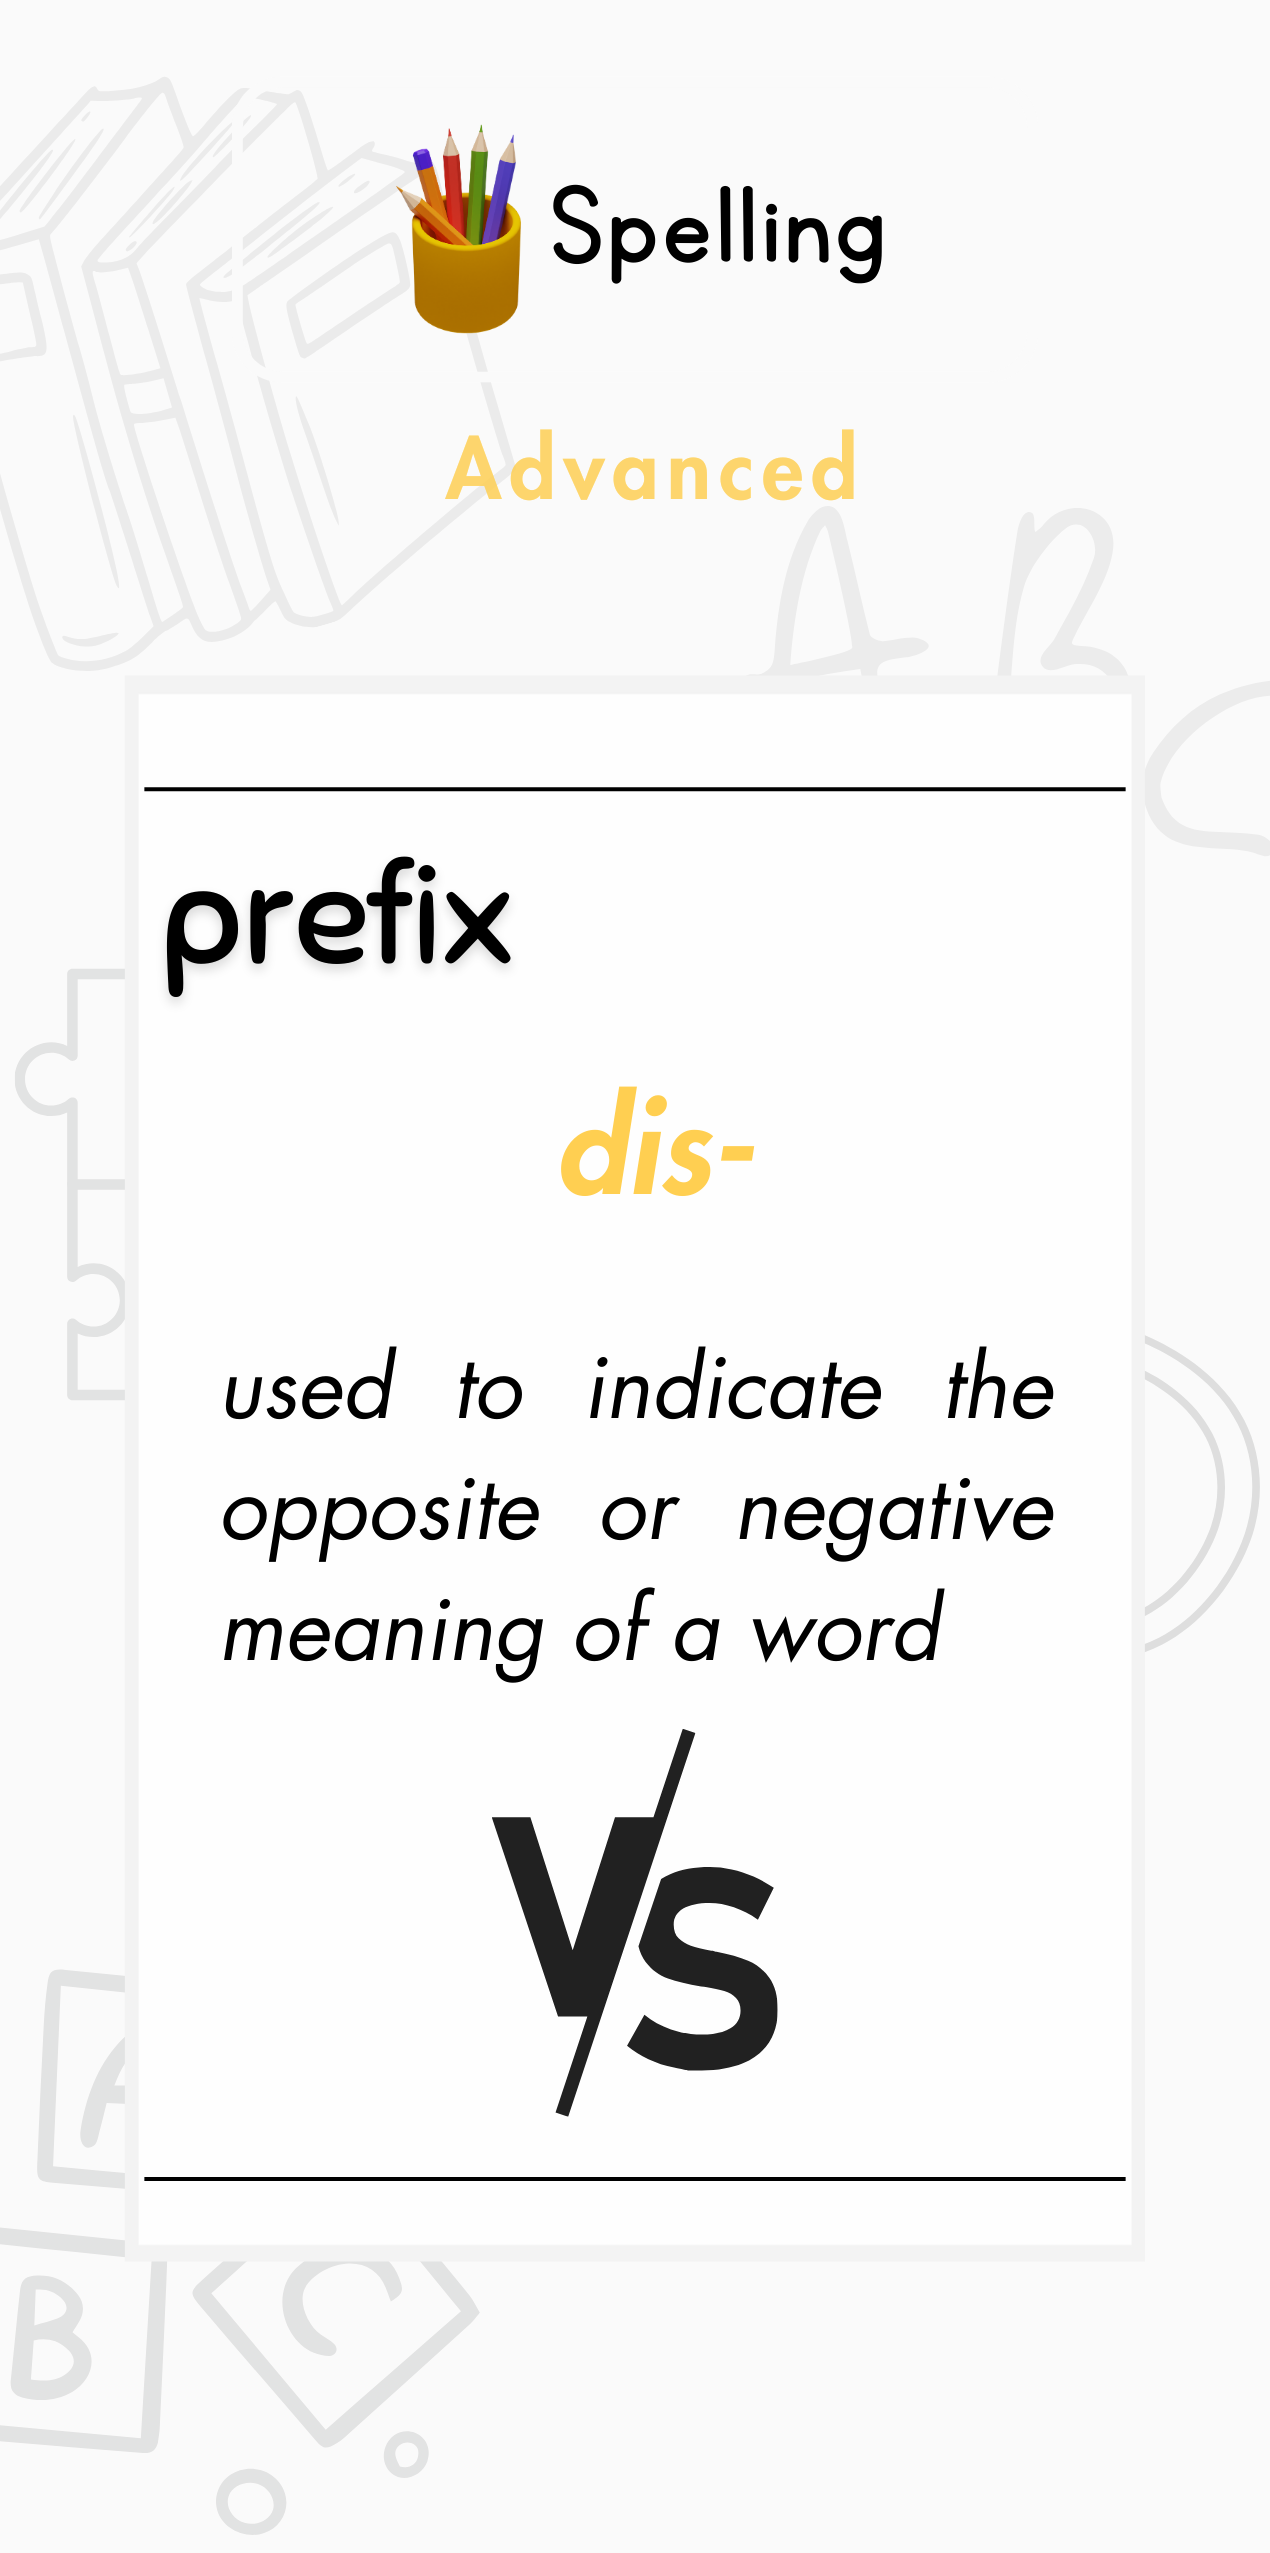 Spelling
Advanced
A B C
prefix
dis-
used to indicate the
opposite or negative
meaning of a word
VS
A
B
C